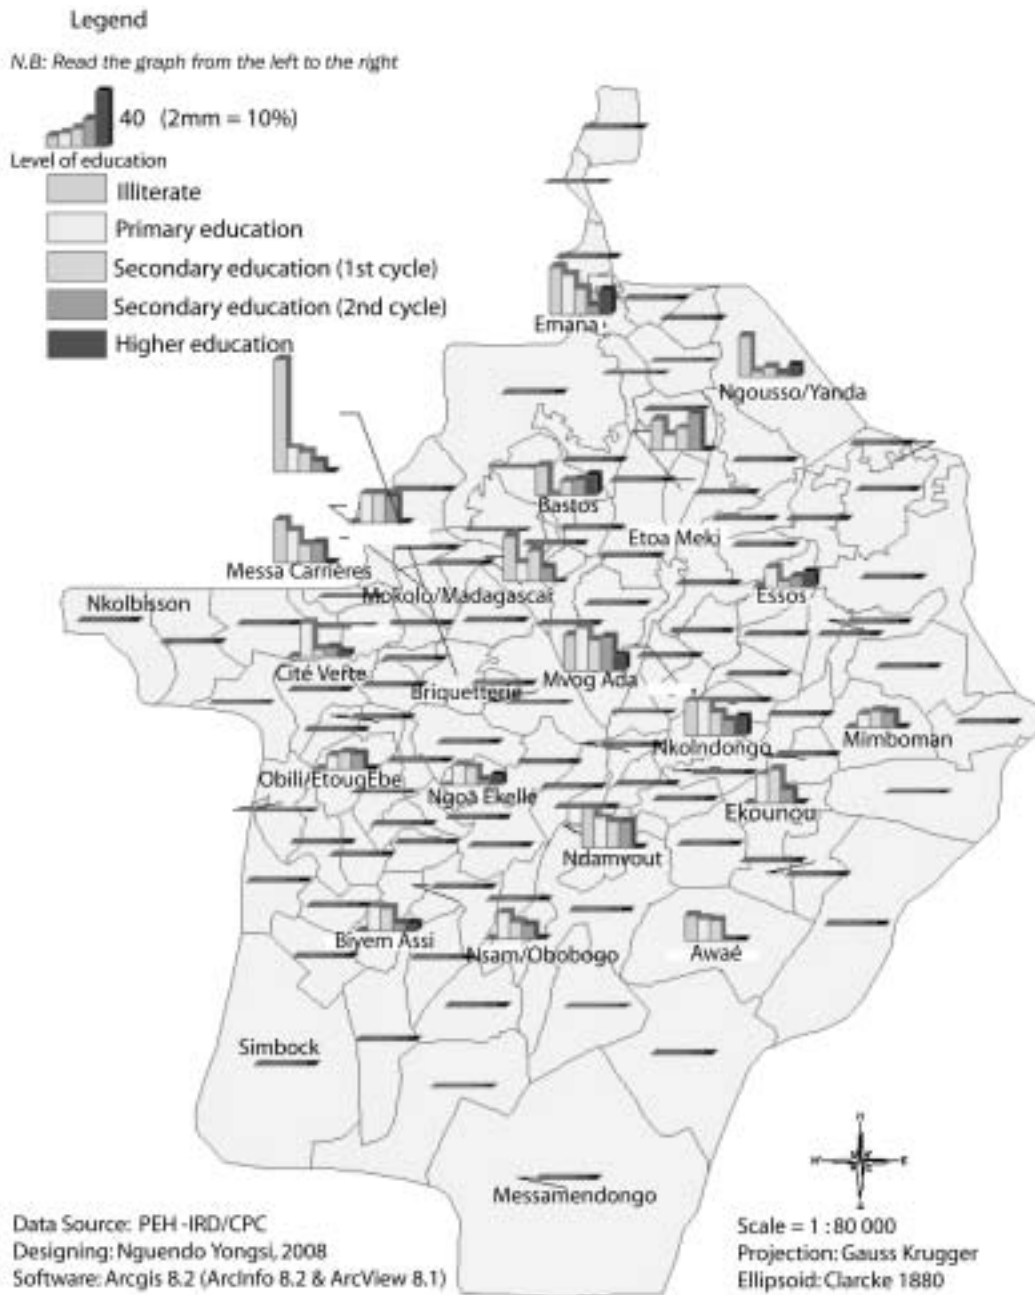 Legend
N.B: Read the graph from the left to the right
40 (2mm = 10%)
Level of education
Illiterate
Primary education
Secondary education (1st cycle)
Secondary education (2nd cycle)
Higher education
Emana
Ngousso/Yanda
Bastos
Etoa Meki
Messa Carrières
Mokolo/Madagascar
Essos
Nkolbisson
Cité Verte
Briquetterie
Mvog Ada
Nkolndongo
Mimboman
Obili/EtougEbe
Ngoa Ekelle
Ekounou
Ndamvout
Biyem Assi
Nsam/Obobogo
Awaé
Simbock
Messamendongo
Data Source: PEH -IRD/CPC
Designing: Nguendo Yongsi, 2008
Software: Arcgis 8.2 (ArcInfo 8.2 & ArcView 8.1)
Scale = 1 : 80 000
Projection: Gauss Krugger
Ellipsoid: Clarcke 1880